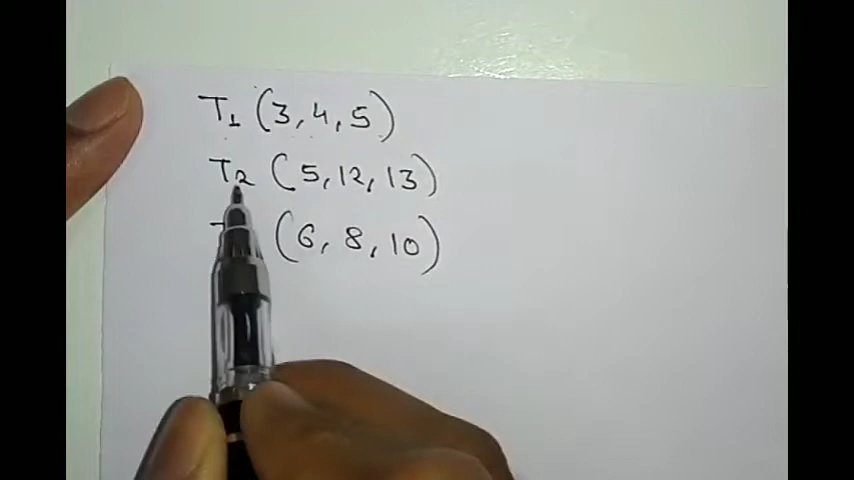 T₁ (3, 4, 5)
T₂ (5, 12, 13)
(6, 8, 10)